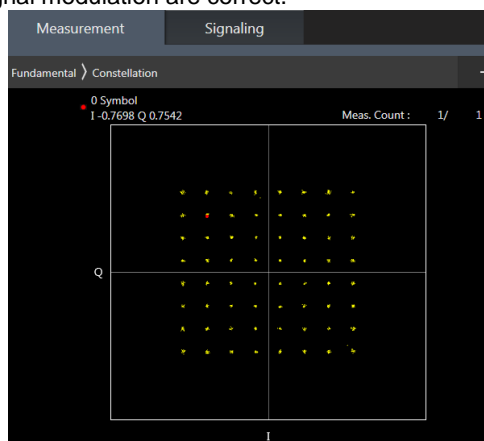 gnal modulation are correct.
Measurement Signaling
Fundamental 〉 Constellation
0 Symbol
I -0.7698 Q 0.7542 Meas. Count : 1/ 1
Q
I